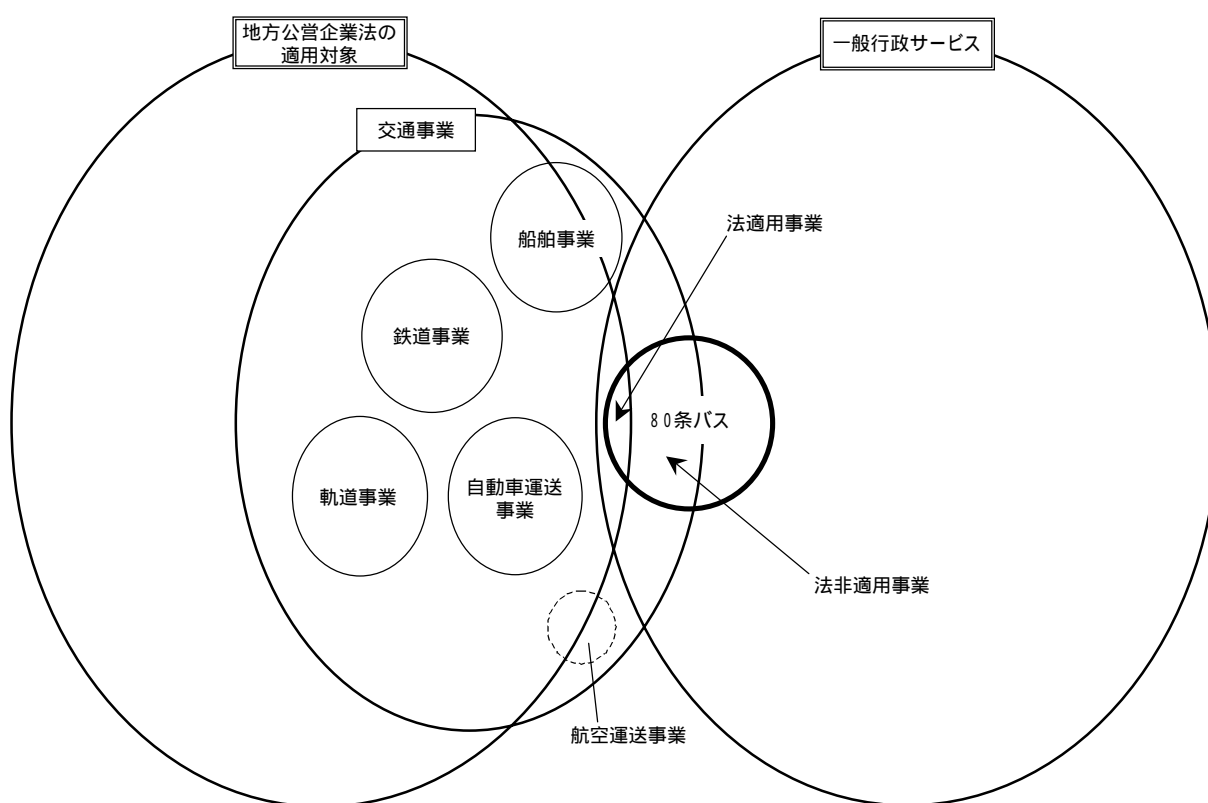 地方公営企業法の
適用対象
一般行政サービス
交通事業
船舶事業
法適用事業
鉄道事業
80条バス
軌道事業
自動車運送
事業
法非適用事業
航空運送事業